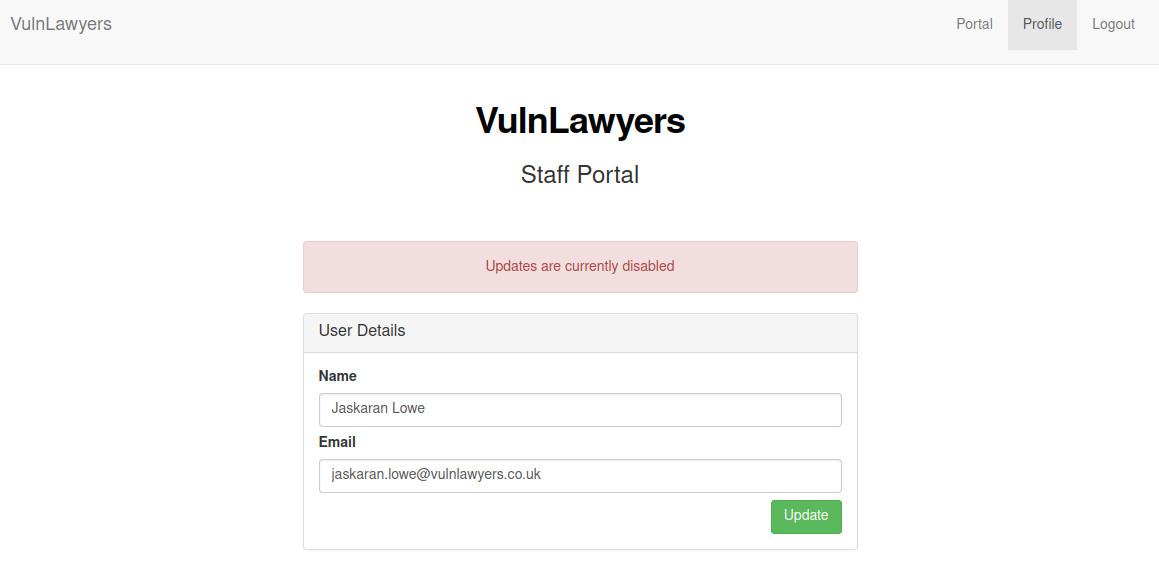 VulnLawyers
Portal
Profile
Logout
VulnLawyers
Staff Portal
Updates are currently disabled
User Details
Name
Jaskaran Lowe
Email
jaskaran.lowe@vulnlawyers.co.uk
Update